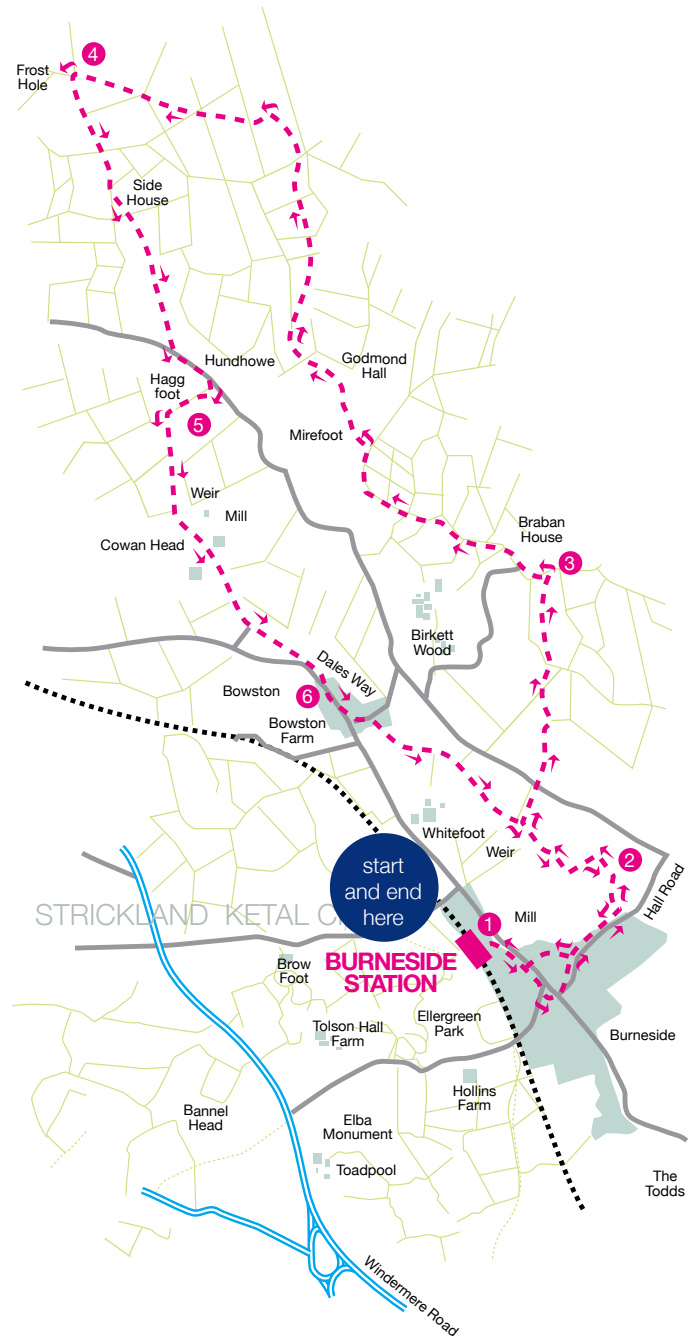 4
Frost
Hole
Side
House
Hundhowe
Godmond
Hall
Hagg
foot
5
Mirefoot
Weir
Mill
Cowan Head
Braban
House
3
Birkett
Wood
Dales Way
Bowston
6
Bowston
Farm
Whitefoot
Weir
2
Hall Road
start
and end
here
STRICKLAND KETAL C
1
Mill
BURNESIDE
STATION
Brow
Foot
Ellergreen
Park
Tolson Hall
Farm
Burneside
Hollins
Farm
Bannel
Head
Elba
Monument
Toadpool
The
Todds
Windermere Road